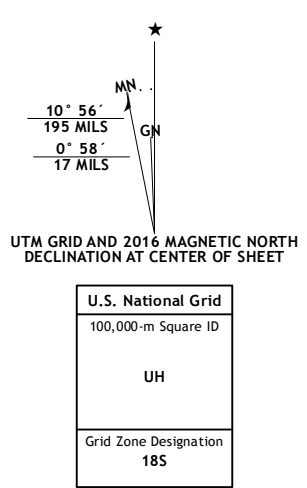 ★
MN
10° 56´
195 MILS
GN
0° 58´
17 MILS
UTM GRID AND 2016 MAGNETIC NORTH
DECLINATION AT CENTER OF SHEET
U.S. National Grid
100,000-m Square ID
UH
Grid Zone Designation
18S